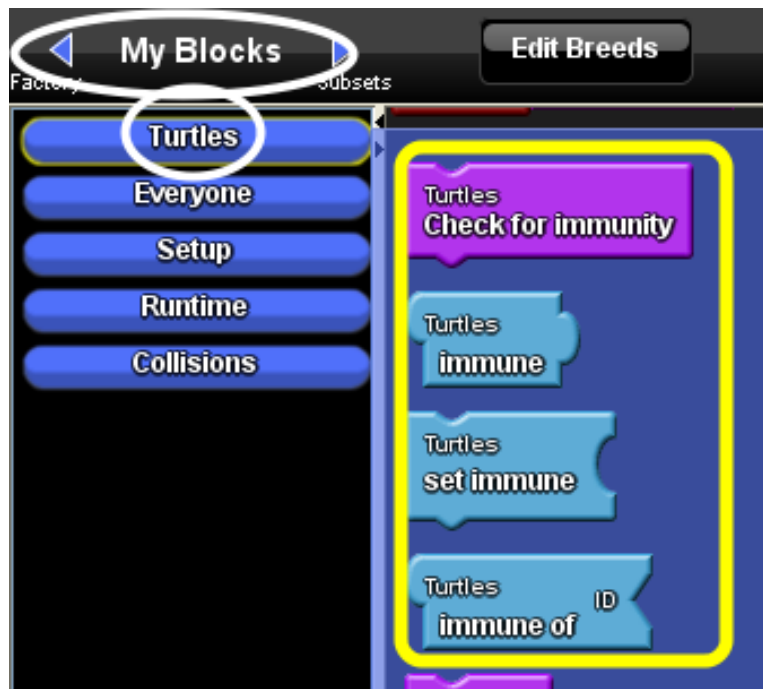 My Blocks
Edit Breeds
Factory
Subsets
Turtles
Everyone
Setup
Runtime
Collisions
Turtles
Check for immunity
Turtles
immune
Turtles
set immune
Turtles
ID
immune of